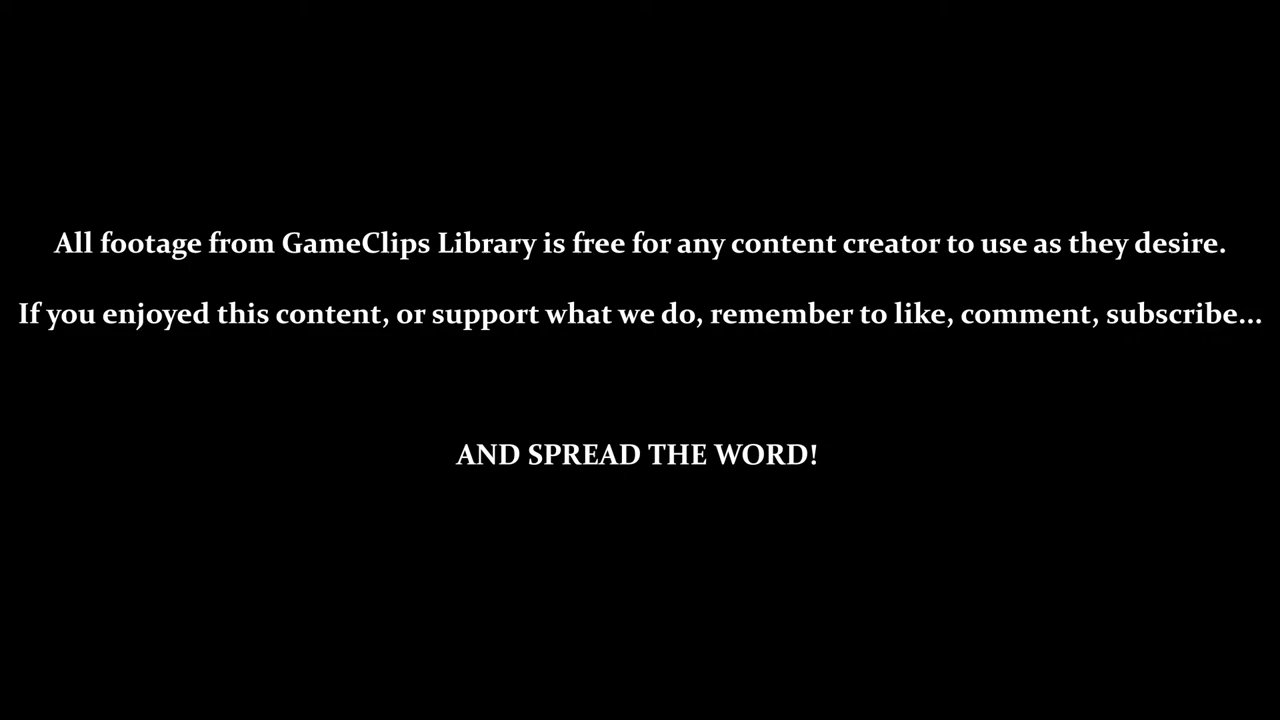 All footage from GameClips Library is free for any content creator to use as they desire.
If you enjoyed this content, or support what we do, remember to like, comment, subscribe...
AND SPREAD THE WORD!